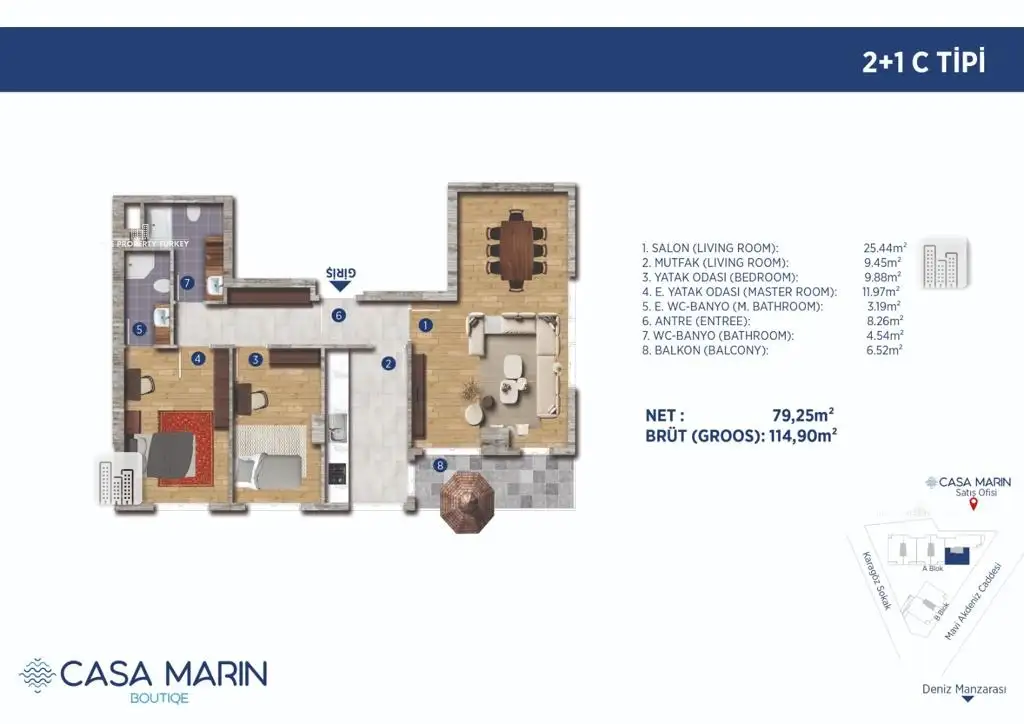 2+1 C TİPİ
PROPERTY TURKEY
GİRİŞ
1
2
3
4
5
6
7
8
1. SALON (LIVING ROOM): 25.44m²
2. MUTFAK (LIVING ROOM): 9.45m²
3. YATAK ODASI (BEDROOM): 9.88m²
4. E. YATAK ODASI (MASTER ROOM): 11.97m²
5. E. WC-BANYO (M. BATHROOM): 3.19m²
6. ANTRE (ENTREE): 8.26m²
7. WC-BANYO (BATHROOM): 4.54m²
8. BALKON (BALCONY): 6.52m²
NET : 79,25m²
BRÜT (GROOS): 114,90m²
CASA MARIN
Satış Ofisi
A Blok
B Blok
Karagöz Sokak
Mavi Akdeniz Caddesi
Deniz Manzarası
CASA MARIN
BOUTIQE